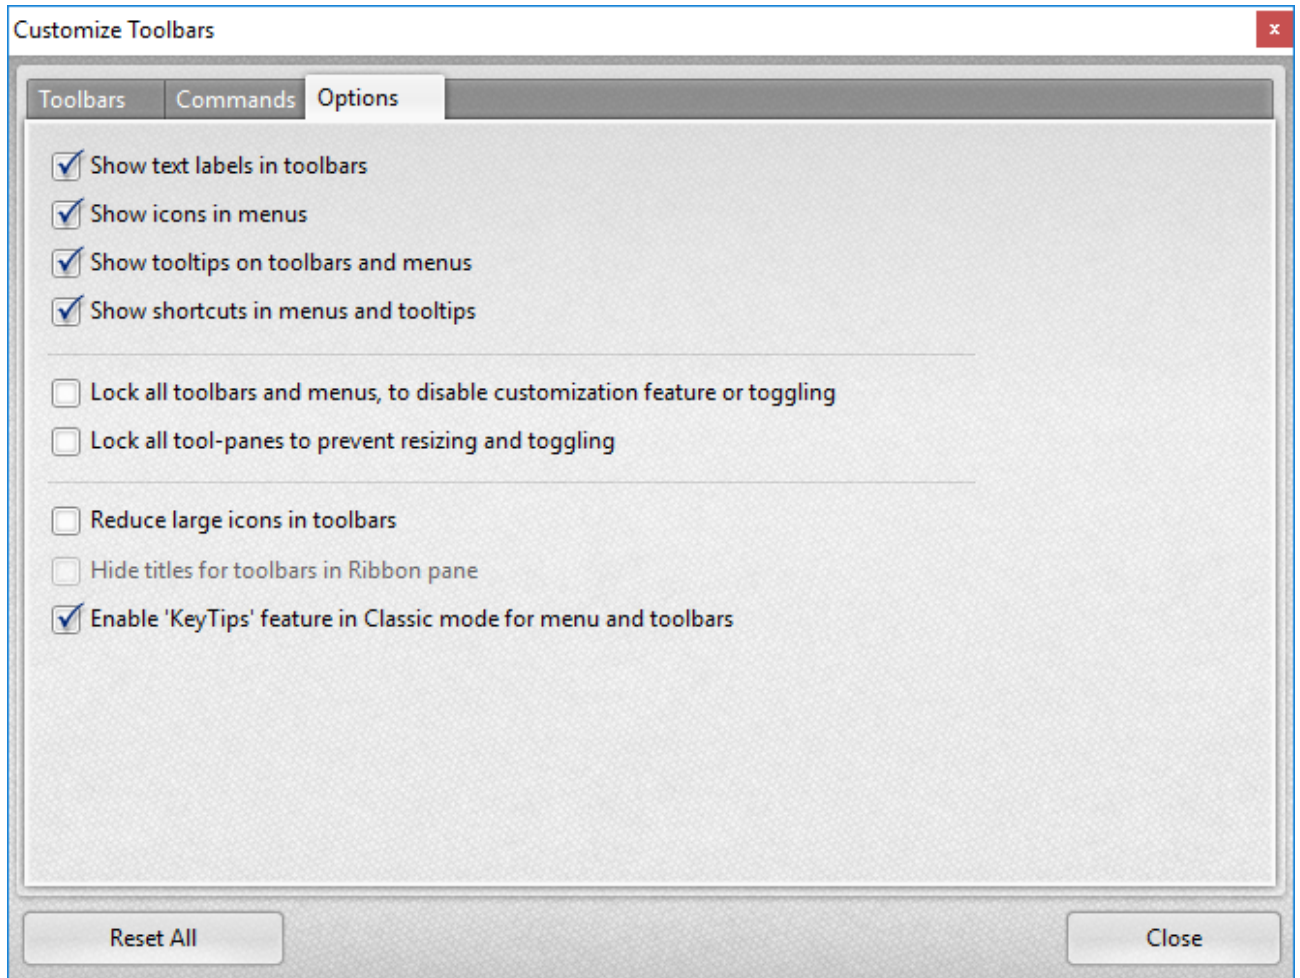 Customize Toolbars
x
Toolbars Commands Options
Show text labels in toolbars
Show icons in menus
Show tooltips on toolbars and menus
Show shortcuts in menus and tooltips
Lock all toolbars and menus, to disable customization feature or toggling
Lock all tool-panes to prevent resizing and toggling
Reduce large icons in toolbars
Hide titles for toolbars in Ribbon pane
Enable 'KeyTips' feature in Classic mode for menu and toolbars
Reset All Close